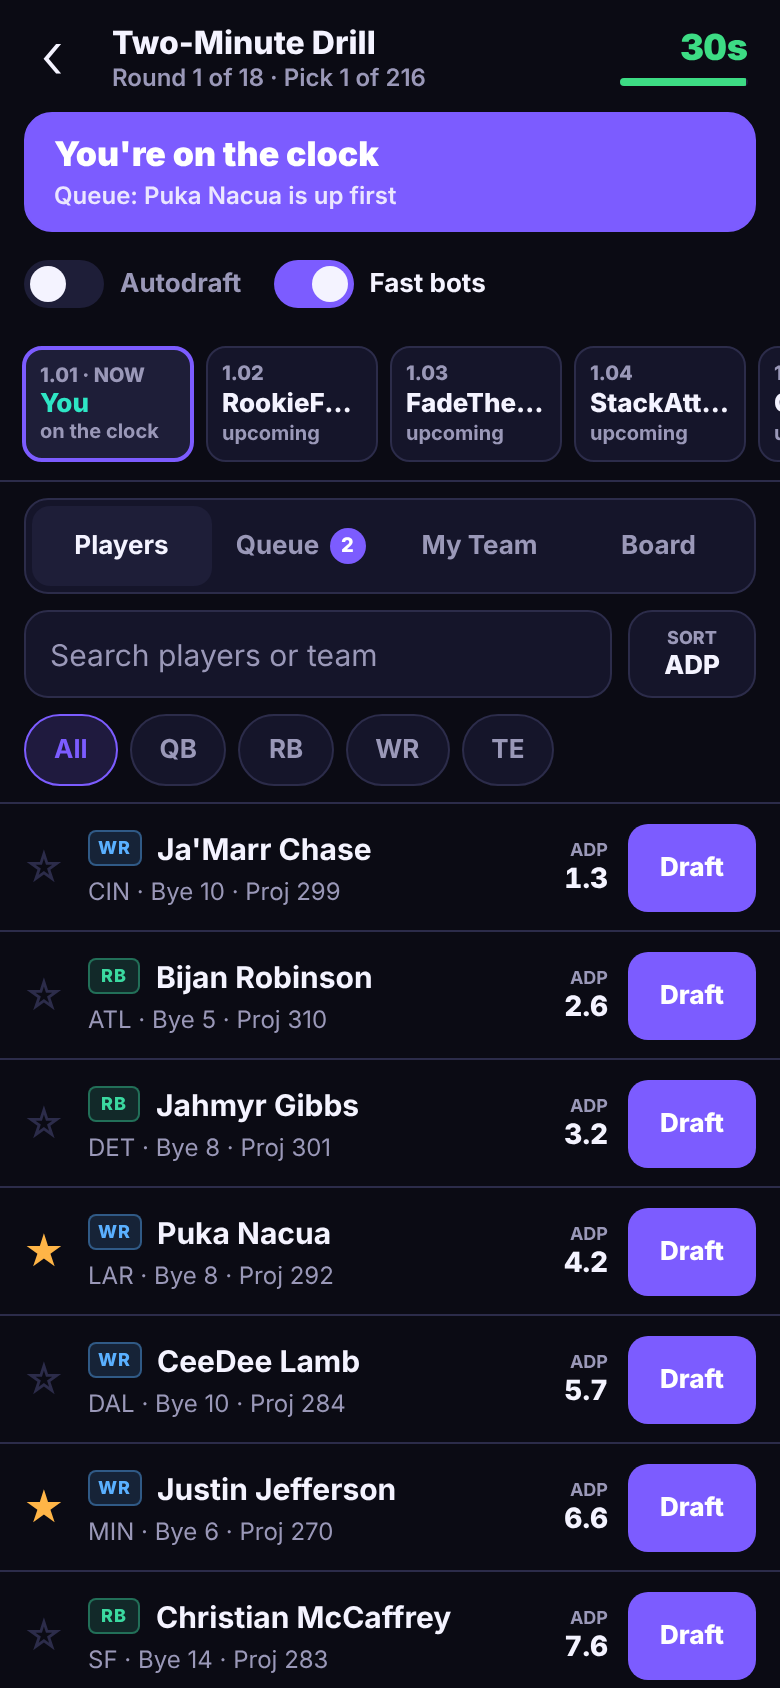 Two-Minute Drill
Round 1 of 18 · Pick 1 of 216
30s
You're on the clock
Queue: Puka Nacua is up first
Autodraft
Fast bots
1.01 · NOW
You
on the clock
1.02
RookieF...
upcoming
1.03
FadeThe...
upcoming
1.04
StackAtt...
upcoming
Players
Queue 2
My Team
Board
Search players or team
SORT
ADP
All
QB
RB
WR
TE
WR Ja'Marr Chase
CIN · Bye 10 · Proj 299
ADP
1.3
Draft
RB Bijan Robinson
ATL · Bye 5 · Proj 310
ADP
2.6
Draft
RB Jahmyr Gibbs
DET · Bye 8 · Proj 301
ADP
3.2
Draft
WR Puka Nacua
LAR · Bye 8 · Proj 292
ADP
4.2
Draft
WR CeeDee Lamb
DAL · Bye 10 · Proj 284
ADP
5.7
Draft
WR Justin Jefferson
MIN · Bye 6 · Proj 270
ADP
6.6
Draft
RB Christian McCaffrey
SF · Bye 14 · Proj 283
ADP
7.6
Draft